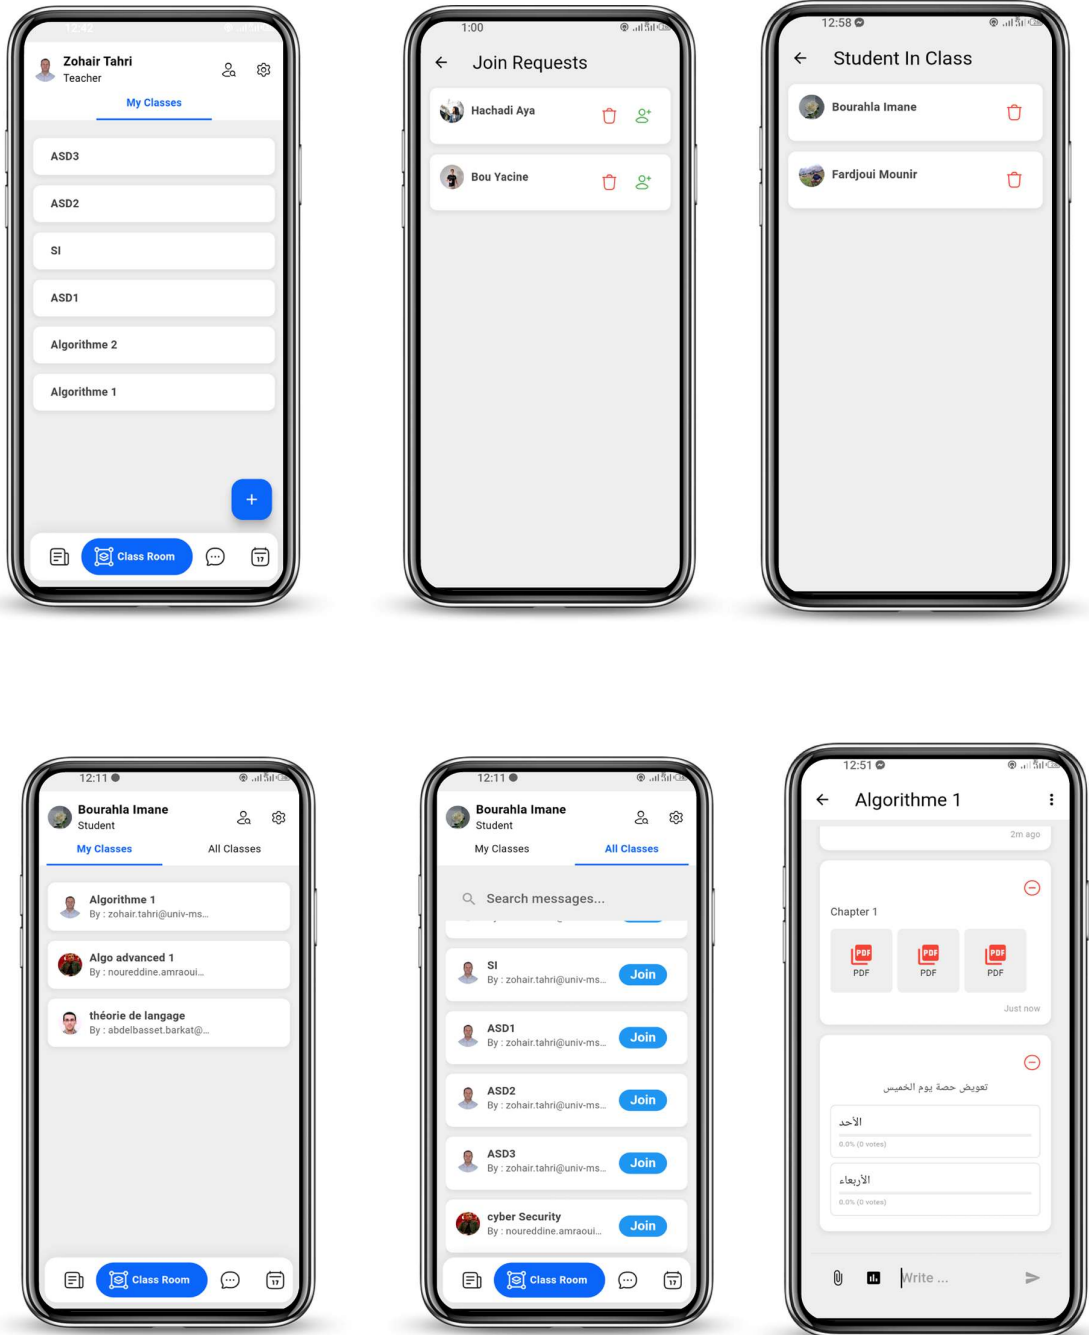 12:42
Zohair Tahri
Teacher
My Classes
ASD3
ASD2
SI
ASD1
Algorithme 2
Algorithme 1
+
Class Room
17
1:00
Join Requests
Hachadi Aya
Bou Yacine
12:58
Student In Class
Bourahla Imane
Fardjoui Mounir
12:11
Bourahla Imane
Student
My Classes
All Classes
Algorithme 1
By : zohair.tahri@univ-ms...
Algo advanced 1
By : noureddine.amraoui...
théorie de langage
By : abdelbasset.barkat@...
Class Room
17
12:11
Bourahla Imane
Student
My Classes
All Classes
Search messages...
SI
By : zohair.tahri@univ-ms...
Join
ASD1
By : zohair.tahri@univ-ms...
Join
ASD2
By : zohair.tahri@univ-ms...
Join
ASD3
By : zohair.tahri@univ-ms...
Join
cyber Security
By : noureddine.amraoui...
Join
Class Room
17
12:51
Algorithme 1
2m ago
Chapter 1
PDF
PDF
PDF
PDF
PDF
PDF
Just now
تعويض حصة يوم الخميس
الأحد
0.0% (0 votes)
الأربعاء
0.0% (0 votes)
Write ...